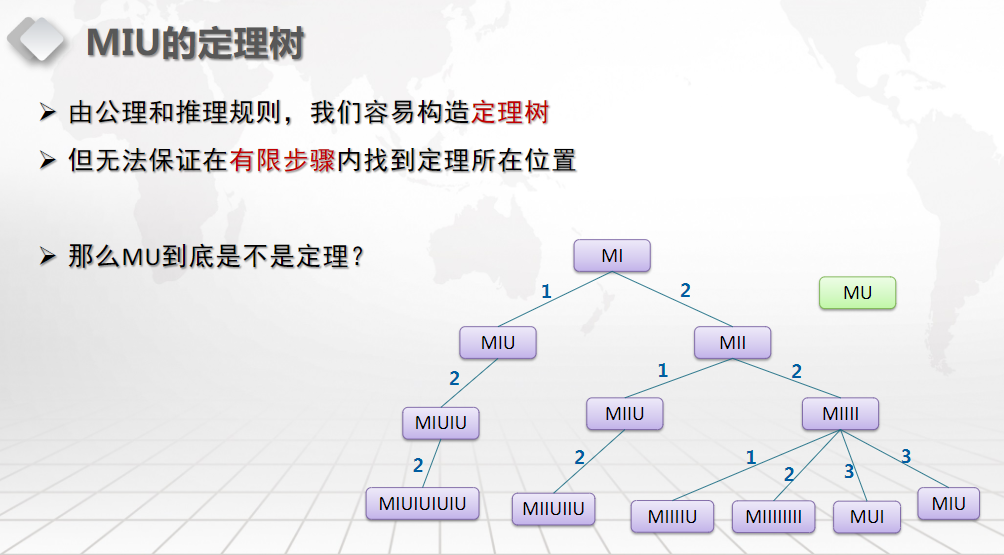 MIU的定理树
由公理和推理规则，我们容易构造定理树
但无法保证在有限步骤内找到定理所在位置
那么MU到底是不是定理？
MI
MU
1 2
MIU MII
2 1 2
MIUIU MIIU MIIII
2 2 1 2 3 3
MIUIUIUIU MIIUIIU MIIIIU MIIIIIIII MUI MIU